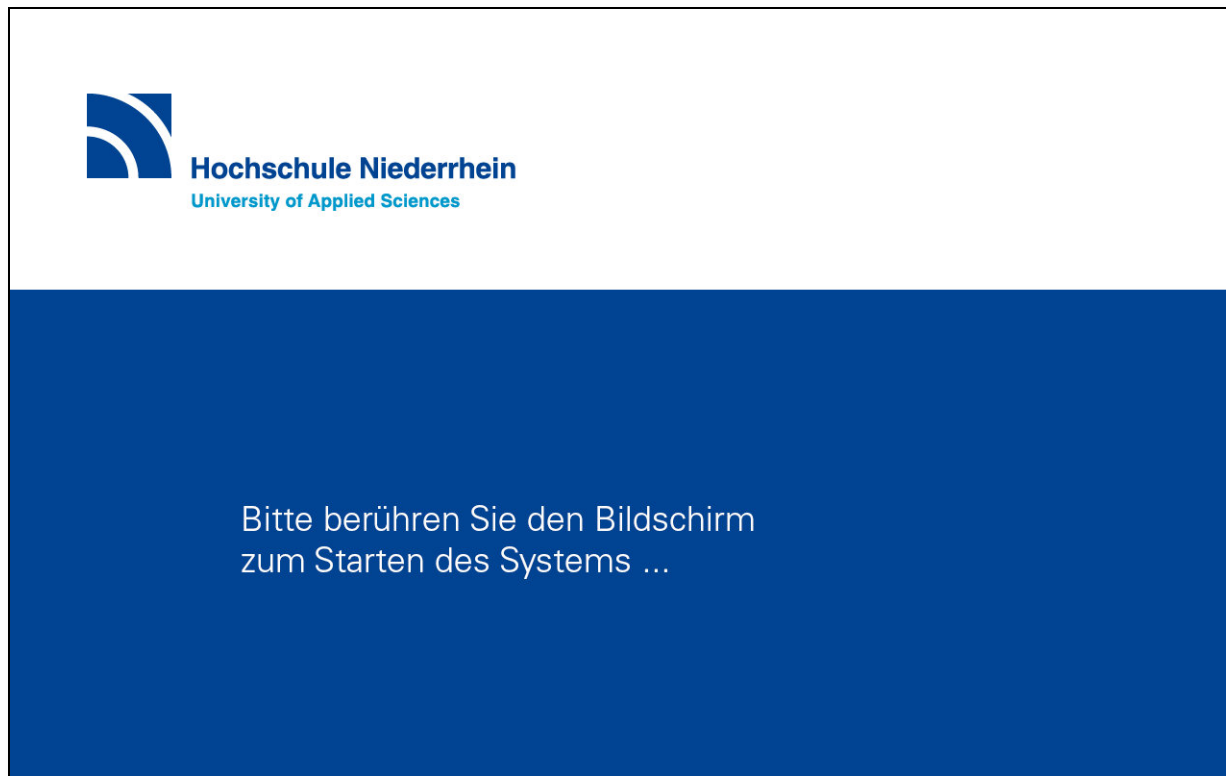 Hochschule Niederrhein
University of Applied Sciences
Bitte berühren Sie den Bildschirm
zum Starten des Systems ...